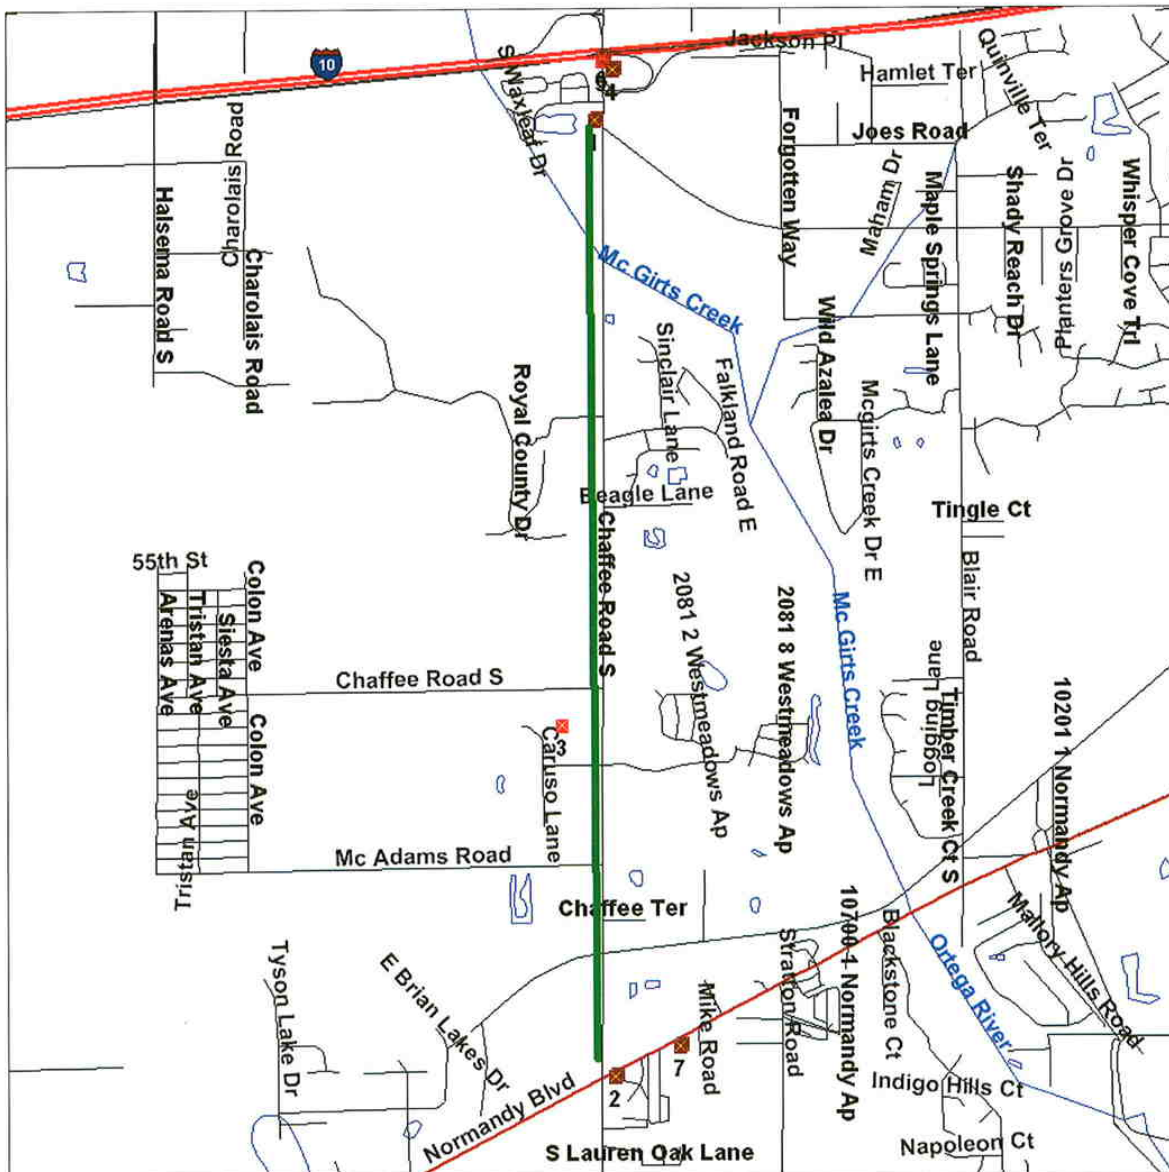 Jackson Pl
10
S Waxleaf Dr
Hamlet Ter
Quinville Ter
4
1
Forgotten Way
Joes Road
Charolais Road
Halsema Road S
Charolais Road
Maple Springs Lane
Shady Reach Dr
Planters Grove Dr
Whisper Cove Trl
Mc Girts Creek
Wild Azalea Dr
Sinclair Lane
Falkland Road E
Royal County Dr
Mcgirts Creek Dr E
Beagle Lane
Chaffee Road S
Tingle Ct
Blair Road
55th St
Colon Ave
Arenas Ave
Tristan Ave
Siesta Ave
2081 2 Westmeadows Ap
2081 8 Westmeadows Ap
Mc Girts Creek
Chaffee Road S
Logging Lane
Timber Creek Ct S
10201 1 Normandy Ap
Colon Ave
3
Caruso Lane
Tristan Ave
Mc Adams Road
Chaffee Ter
10700 1 Normandy Ap
Blackstone Ct
Mallory Hills Road
Ortega River
Tyson Lake Dr
E Brian Lakes Dr
Stratton Road
Mike Road
7
2
Normandy Blvd
Indigo Hills Ct
Napoleon Ct
S Lauren Oak Lane